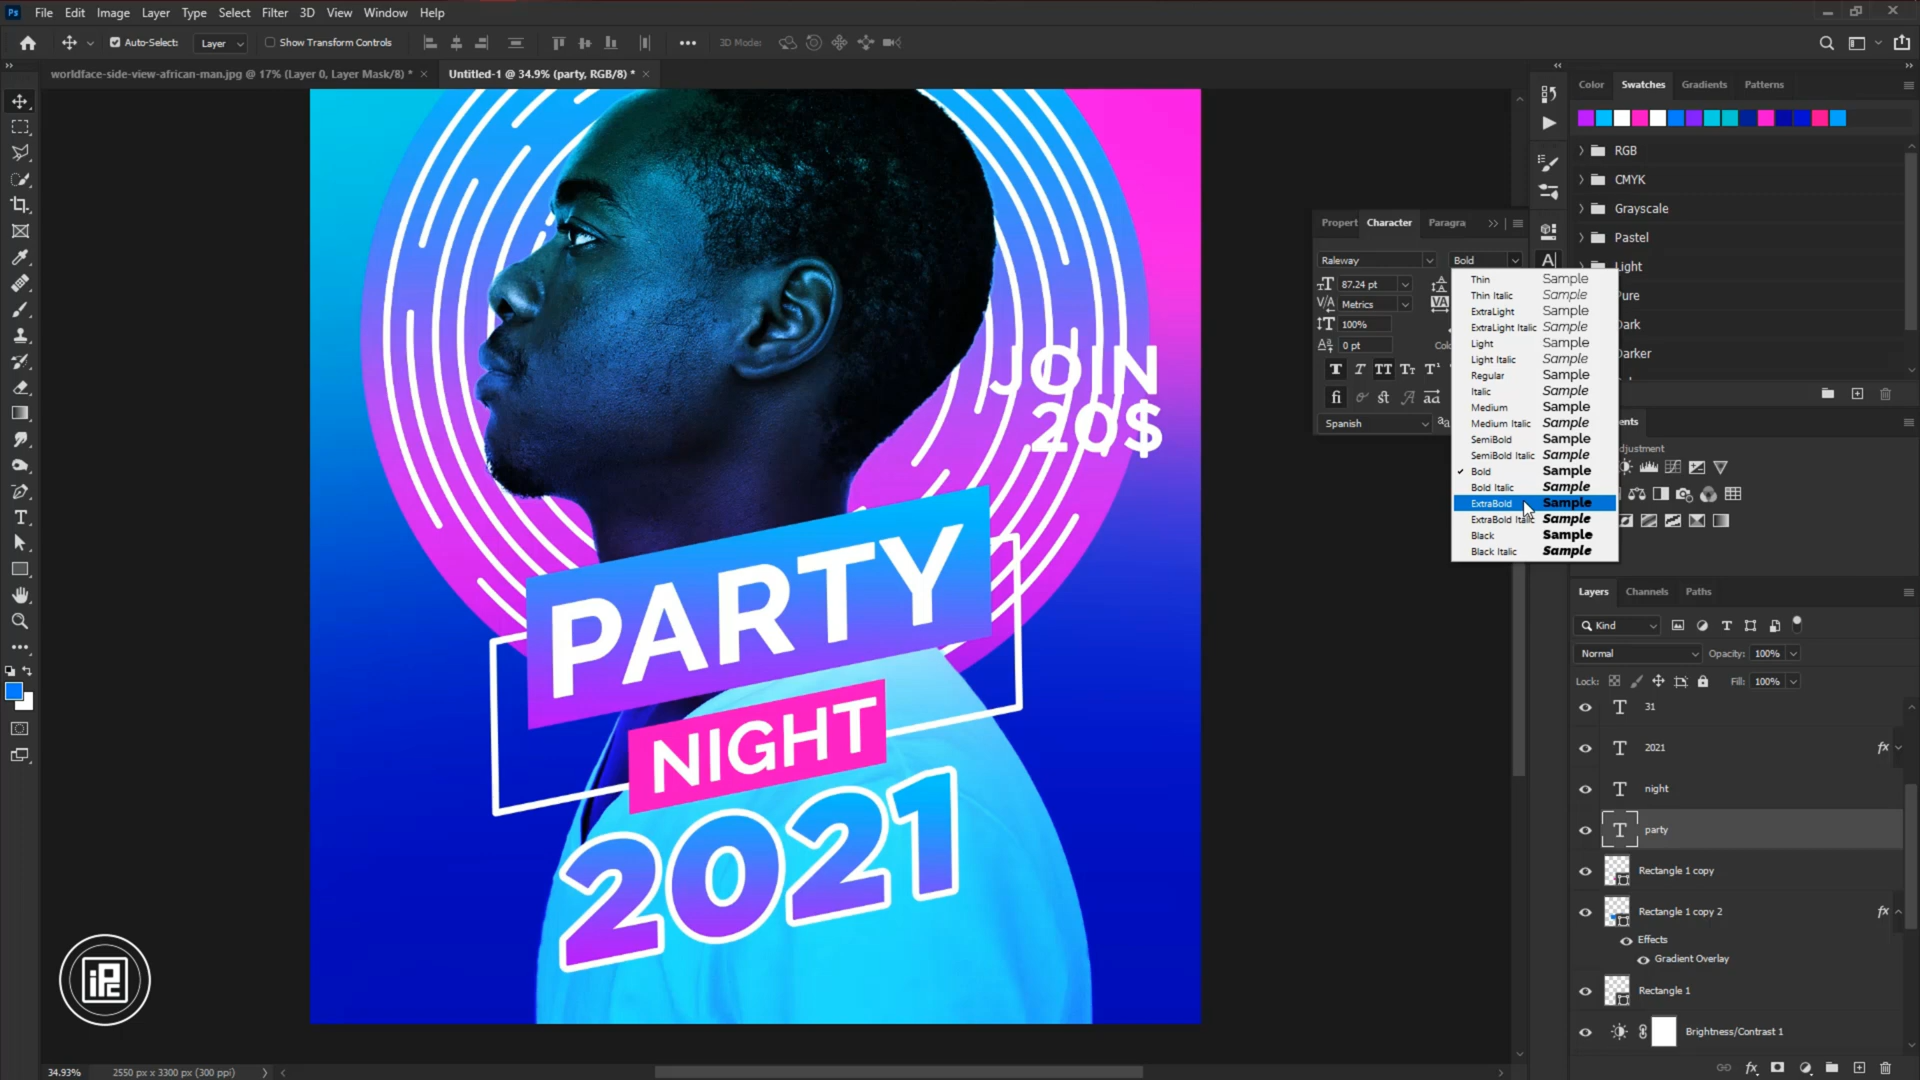 Ps File Edit Image Layer Type Select Filter 3D View Window Help
Auto-Select: Layer Show Transform Controls 3D Mode:
worldface-side-view-african-man.jpg @ 17% (Layer 0, Layer Mask/8) * × Untitled-1 @ 34.9% (party, RGB/8) * ×
Color Swatches Gradients Patterns
RGB
CMYK
Grayscale
Pastel
Light
Pure
Dark
Darker
Propert Character Paragra
Raleway Bold
87.24 pt
Metrics
100%
0 pt
Spanish
Thin Sample
Thin Italic Sample
ExtraLight Sample
ExtraLight Italic Sample
Light Sample
Light Italic Sample
Regular Sample
Italic Sample
Medium Sample
Medium Italic Sample
SemiBold Sample
SemiBold Italic Sample
Bold Sample
Bold Italic Sample
ExtraBold Sample
ExtraBold Italic Sample
Black Sample
Black Italic Sample
JOIN
20$
PARTY
NIGHT
2021
Layers Channels Paths
Kind
Normal Opacity: 100%
Lock: Fill: 100%
31
2021 fx
night
party
Rectangle 1 copy
Rectangle 1 copy 2 fx
Effects
Gradient Overlay
Rectangle 1
Brightness/Contrast 1
34.93% 2550 px x 3300 px (300 ppi)